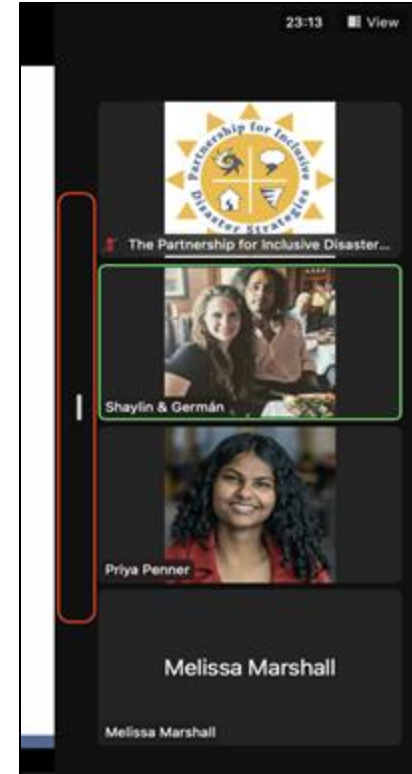 23:13 View
Partnership for Inclusive
Disaster Strategies
The Partnership for Inclusive Disaster...
Shaylin & Germán
Priya Penner
Melissa Marshall
Melissa Marshall